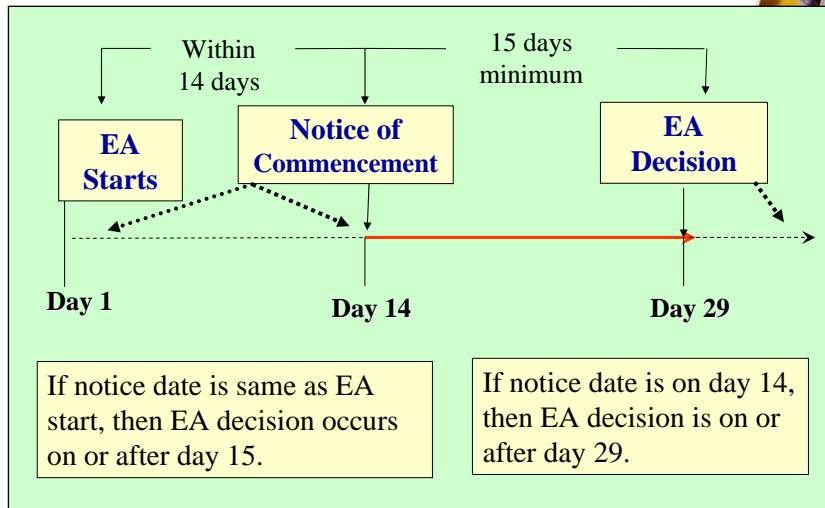 Within
14 days
15 days
minimum
EA
Starts
Notice of
Commencement
EA
Decision
Day 1
Day 14
Day 29
If notice date is same as EA
start, then EA decision occurs
on or after day 15.
If notice date is on day 14,
then EA decision is on or
after day 29.